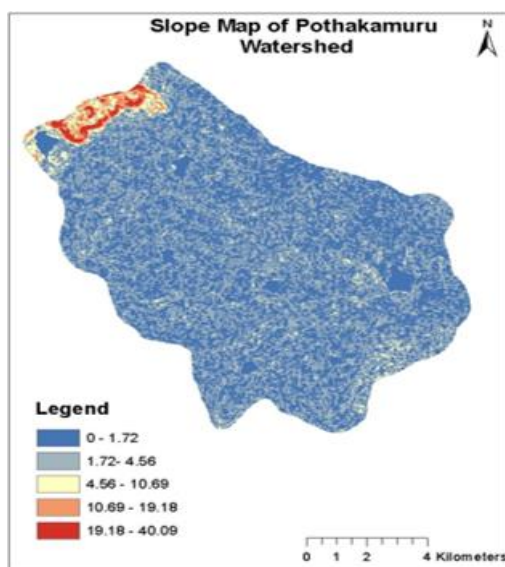 Slope Map of Pothakamuru
Watershed
N
Legend
0 - 1.72
1.72- 4.56
4.56 - 10.69
10.69 - 19.18
19.18 - 40.09
0 1 2 4 Kilometers